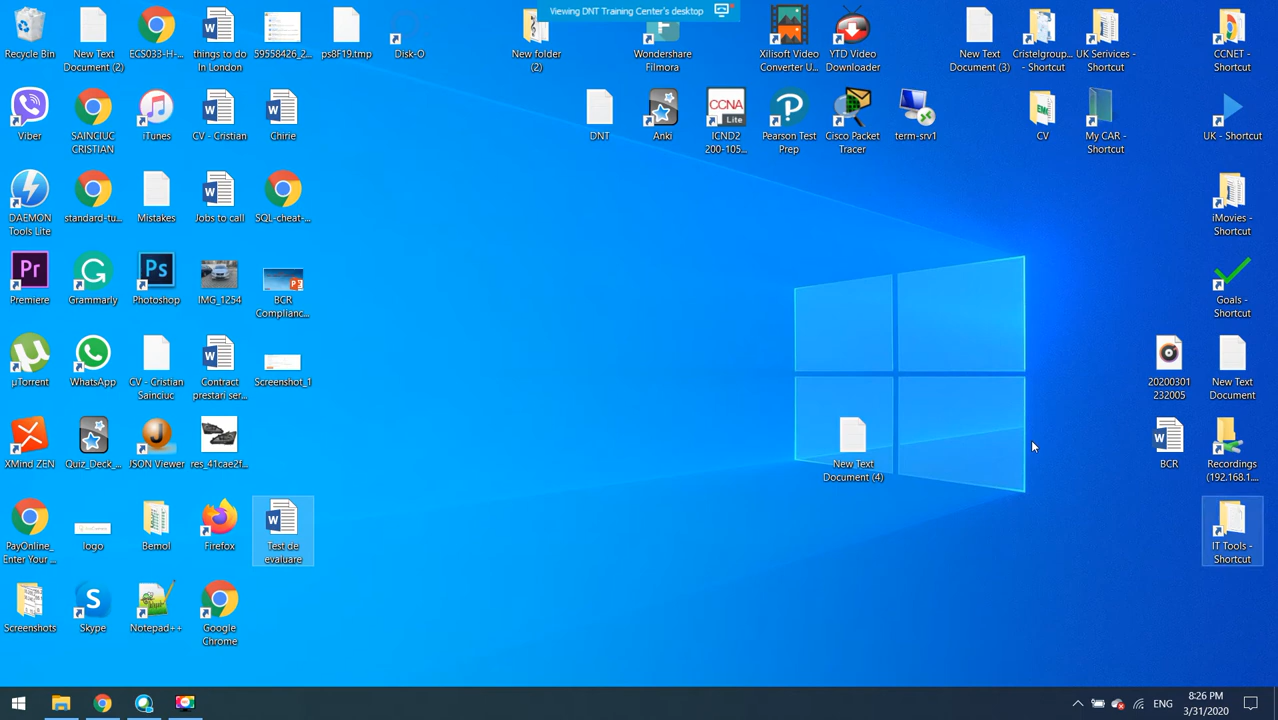 Viewing DNT Training Center's desktop
Recycle Bin
New Text
Document (2)
ECS033-H-...
things to do
In London
59558426_2...
ps8F19.tmp
Disk-O
New folder
(2)
Wondershare
Filmora
Xilisoft Video
Converter U...
YTD Video
Downloader
New Text
Document (3)
Cristelgroup...
- Shortcut
UK Serivices -
Shortcut
CCNET -
Shortcut
Viber
SAINCIUC
CRISTIAN
iTunes
CV - Cristian
Chirie
DNT
Anki
CCNA
Lite
ICND2
200-105...
Pearson Test
Prep
Cisco Packet
Tracer
term-srv1
CV
My CAR -
Shortcut
UK - Shortcut
DAEMON
Tools Lite
standard-tu...
Mistakes
Jobs to call
SQL-cheat-...
iMovies -
Shortcut
Pr
Premiere
Grammarly
Ps
Photoshop
IMG_1254
BCR
Complianc...
Goals -
Shortcut
µTorrent
WhatsApp
CV - Cristian
Sainciuc
Contract
prestari ser...
Screenshot_1
20200301
232005
New Text
Document
XMind ZEN
Quiz_Deck_...
JSON Viewer
res_41cae2f...
New Text
Document (4)
BCR
Recordings
(192.168.1....
PayOnline_
Enter Your ...
logo
Bemol
Firefox
Test de
evaluare
IT Tools -
Shortcut
Screenshots
Skype
Notepad++
Google
Chrome
ENG
8:26 PM
3/31/2020